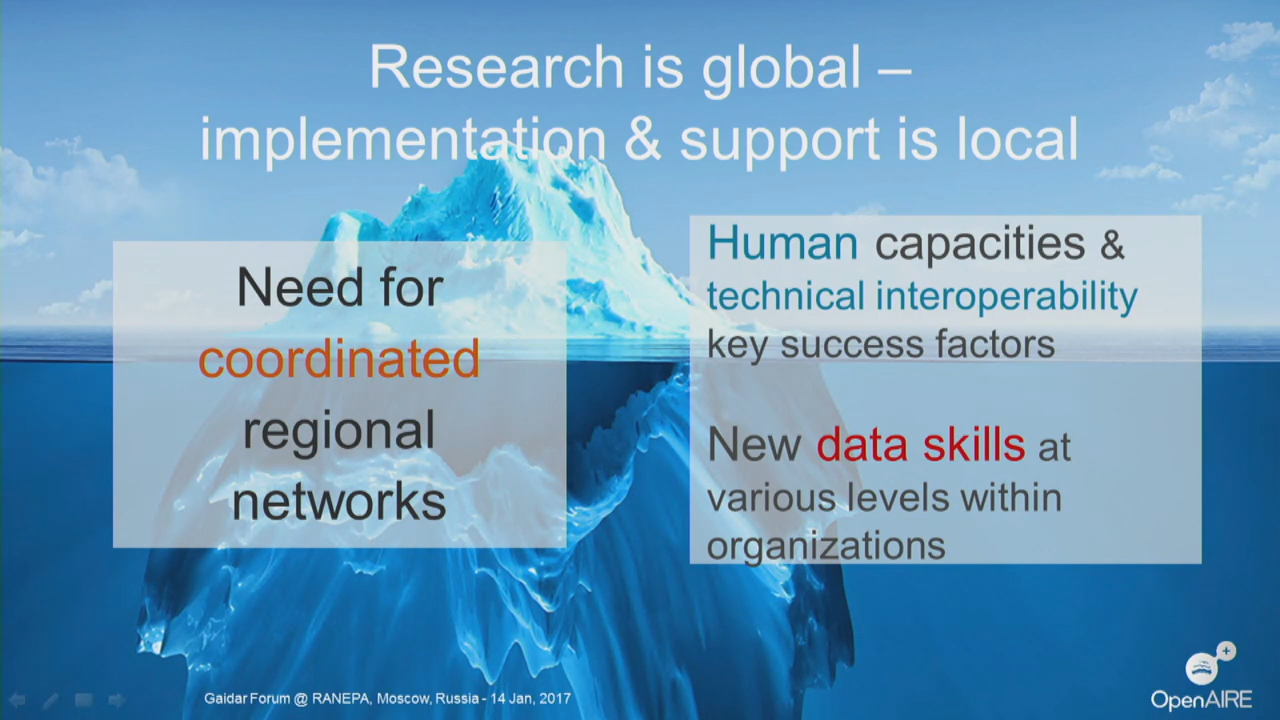 Research is global –
implementation & support is local
Need for
coordinated
regional
networks
Human capacities &
technical interoperability
key success factors
New data skills at
various levels within
organizations
Gaidar Forum @ RANEPA, Moscow, Russia - 14 Jan, 2017
OpenAIRE